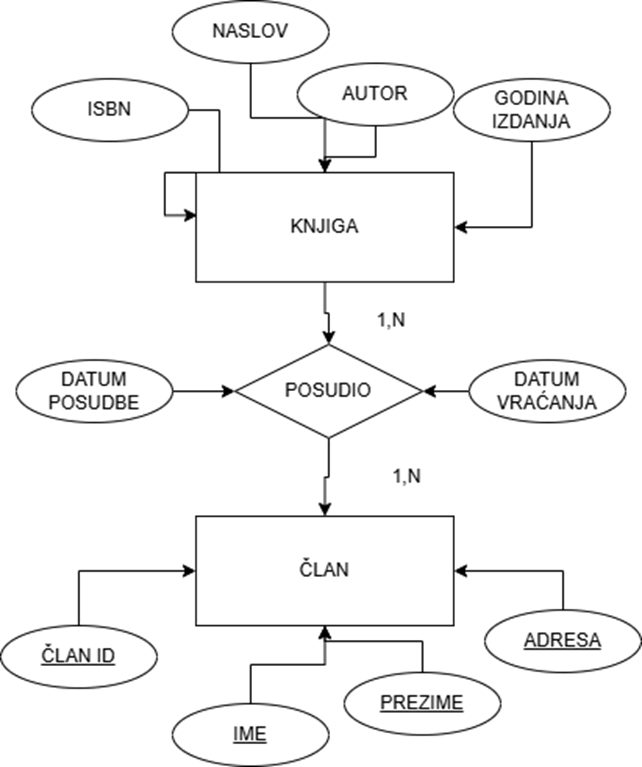 NASLOV
ISBN
AUTOR
GODINA
IZDANJA
KNJIGA
1,N
DATUM
POSUDBE
POSUDIO
DATUM
VRAĆANJA
1,N
ČLAN
ČLAN ID
ADRESA
IME
PREZIME